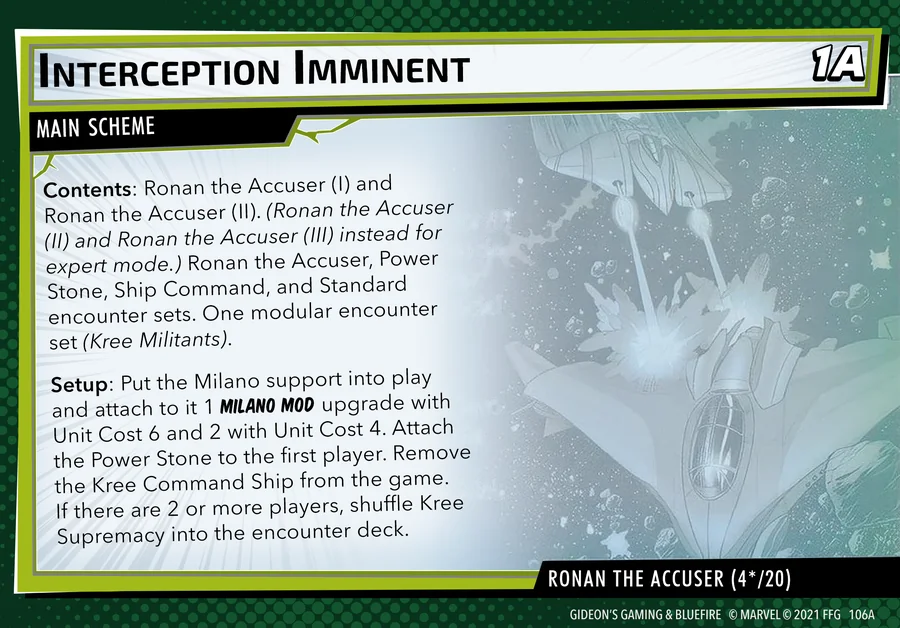 INTERCEPTION IMMINENT
1A
MAIN SCHEME
Contents: Ronan the Accuser (I) and
Ronan the Accuser (II). (Ronan the Accuser
(II) and Ronan the Accuser (III) instead for
expert mode.) Ronan the Accuser, Power
Stone, Ship Command, and Standard
encounter sets. One modular encounter
set (Kree Militants).
Setup: Put the Milano support into play
and attach to it 1 MILANO MOD upgrade with
Unit Cost 6 and 2 with Unit Cost 4. Attach
the Power Stone to the first player. Remove
the Kree Command Ship from the game.
If there are 2 or more players, shuffle Kree
Supremacy into the encounter deck.
RONAN THE ACCUSER (4*/20)
GIDEON'S GAMING & BLUEFIRE © MARVEL © 2021 FFG 106A